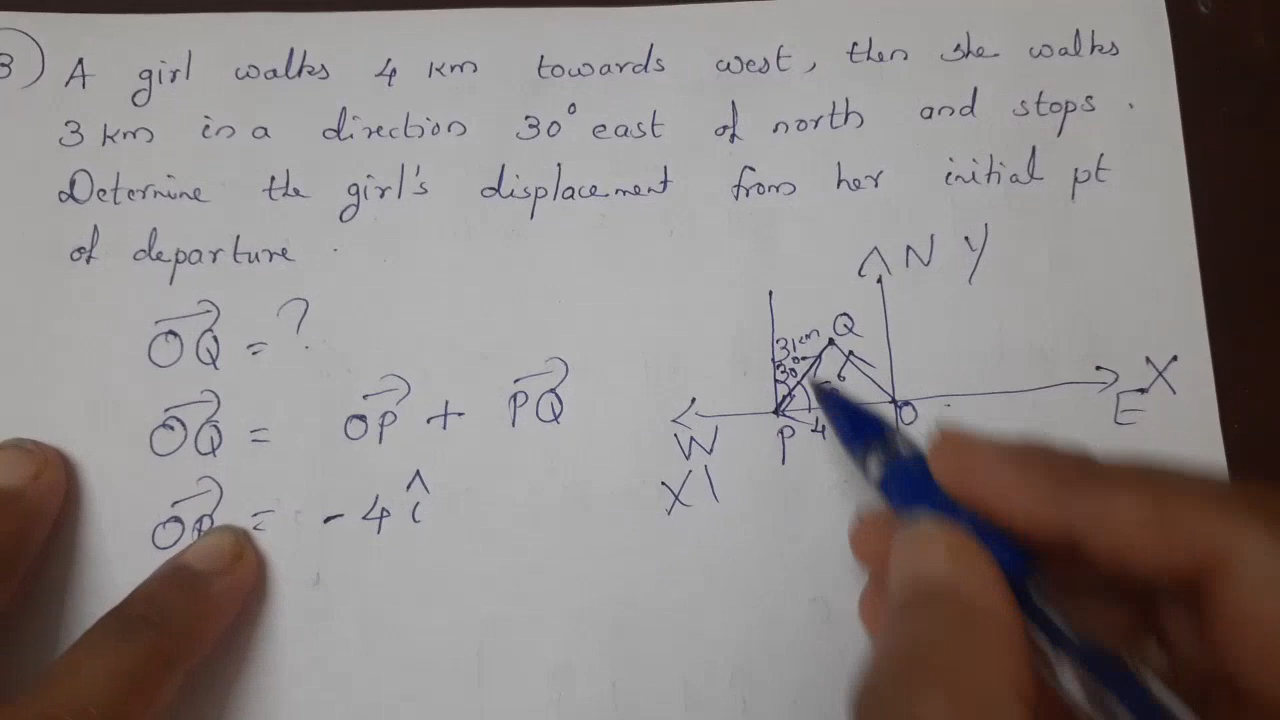 3) A girl walks 4 km towards west, then she walks
3 km in a direction 30° east of north and stops.
Determine the girl's displacement from her initial pt
of departure.
OQ = ?
OQ = OP + PQ
= -4 î
N Y
Q
3 km
30°
E X
O
W
P 4
X|